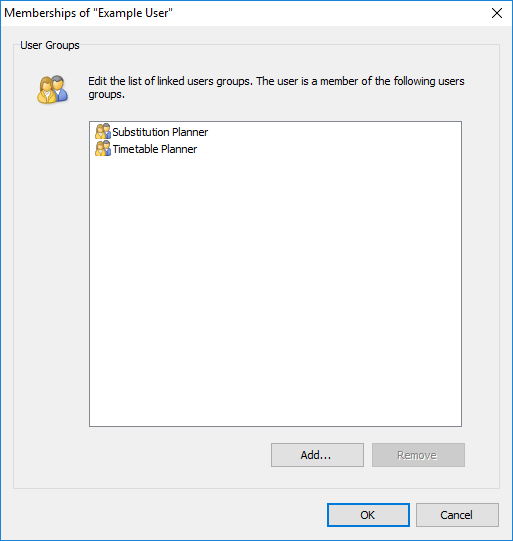 Memberships of "Example User"
User Groups
Edit the list of linked users groups. The user is a member of the following users
groups.
Substitution Planner
Timetable Planner
Add...
Remove
OK
Cancel